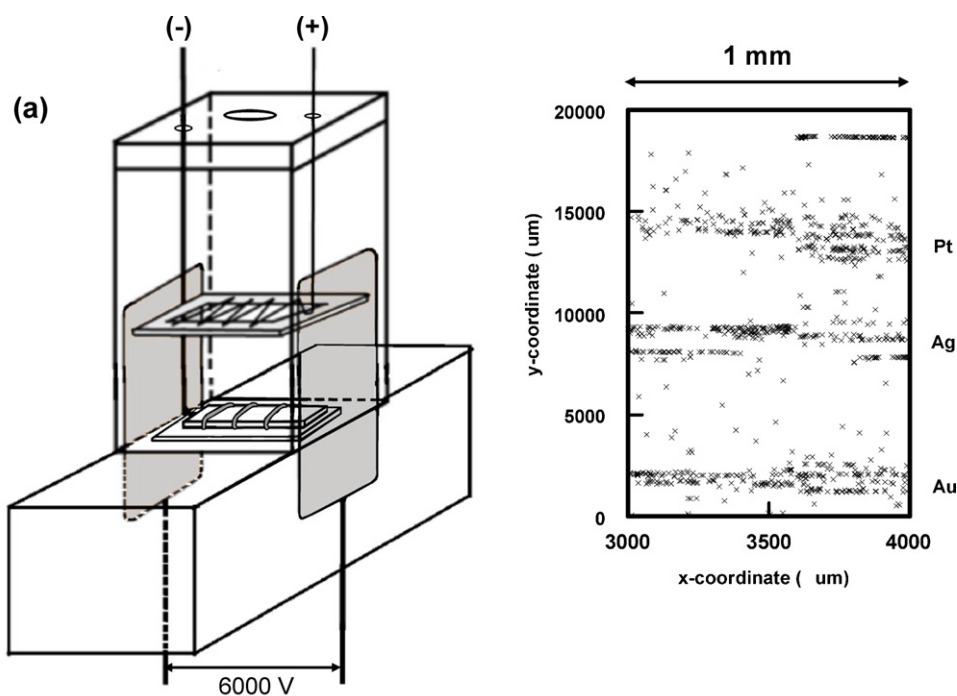 (-) (+)
(a)
6000 V
1 mm
20000
15000
10000
5000
0
y-coordinate ( um)
3000 3500 4000
x-coordinate ( um)
Pt
Ag
Au